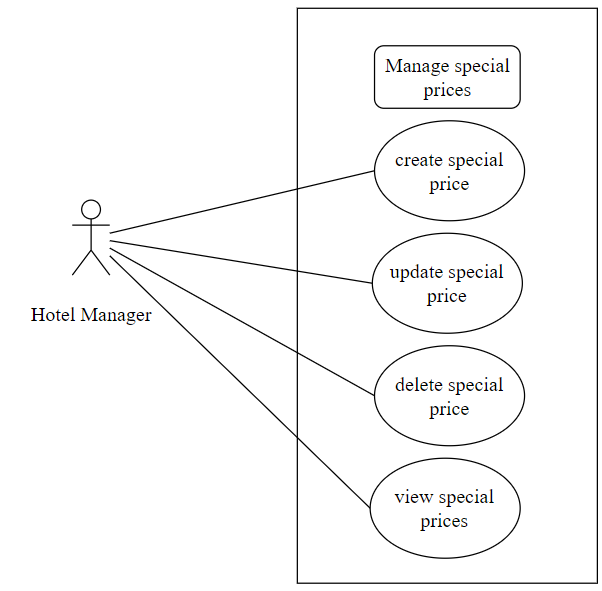 Manage special
prices
create special
price
update special
price
Hotel Manager
delete special
price
view special
prices